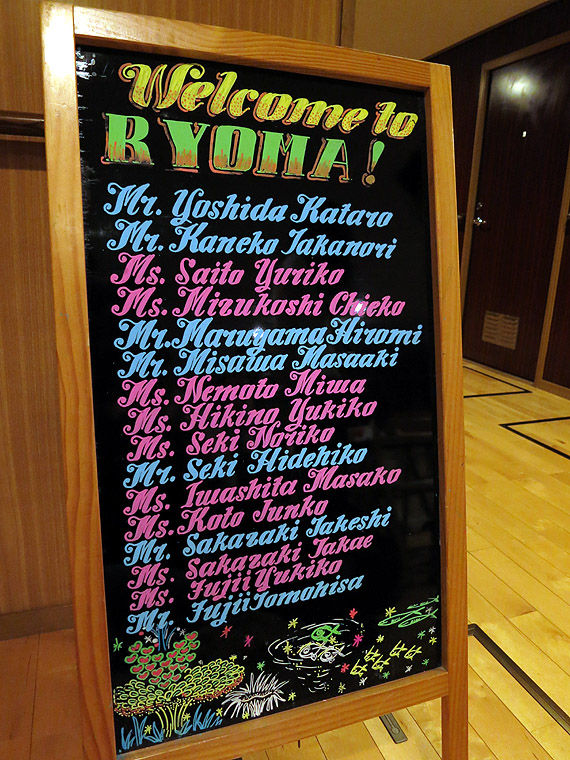 Welcome to
RYOMA!
Mr. Yoshida Kataro
Mr. Kaneko Takanori
Ms. Saito Yuriko
Ms. Mizukoshi Chieko
Mr. Maruyama Hiromi
Mr. Misawa Masaaki
Ms. Nemoto Miwa
Ms. Hikino Yukiko
Ms. Seki Noriko
Mr. Seki Hidehiko
Ms. Iwashita Masako
Ms. Koto Junko
Mr. Sakazaki Takeshi
Ms. Sakazaki Takae
Ms. Fujii Yukiko
Mr. Fujii Tomohisa